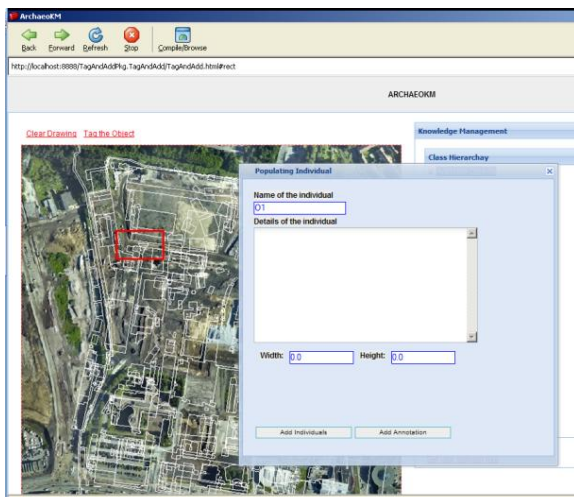 ArchaeoKM
Back Forward Refresh Stop Compile/Browse
http://localhost:8888/TagAndAddPkg.TagAndAdd/TagAndAdd.html#rect
ARCHAEOKM
Clear Drawing Tag the Object
Knowledge Management
Class Hierarchay
Populating Individual
Name of the individual
O1
Details of the individual
Width: 0.0 Height: 0.0
Add Individuals Add Annotation